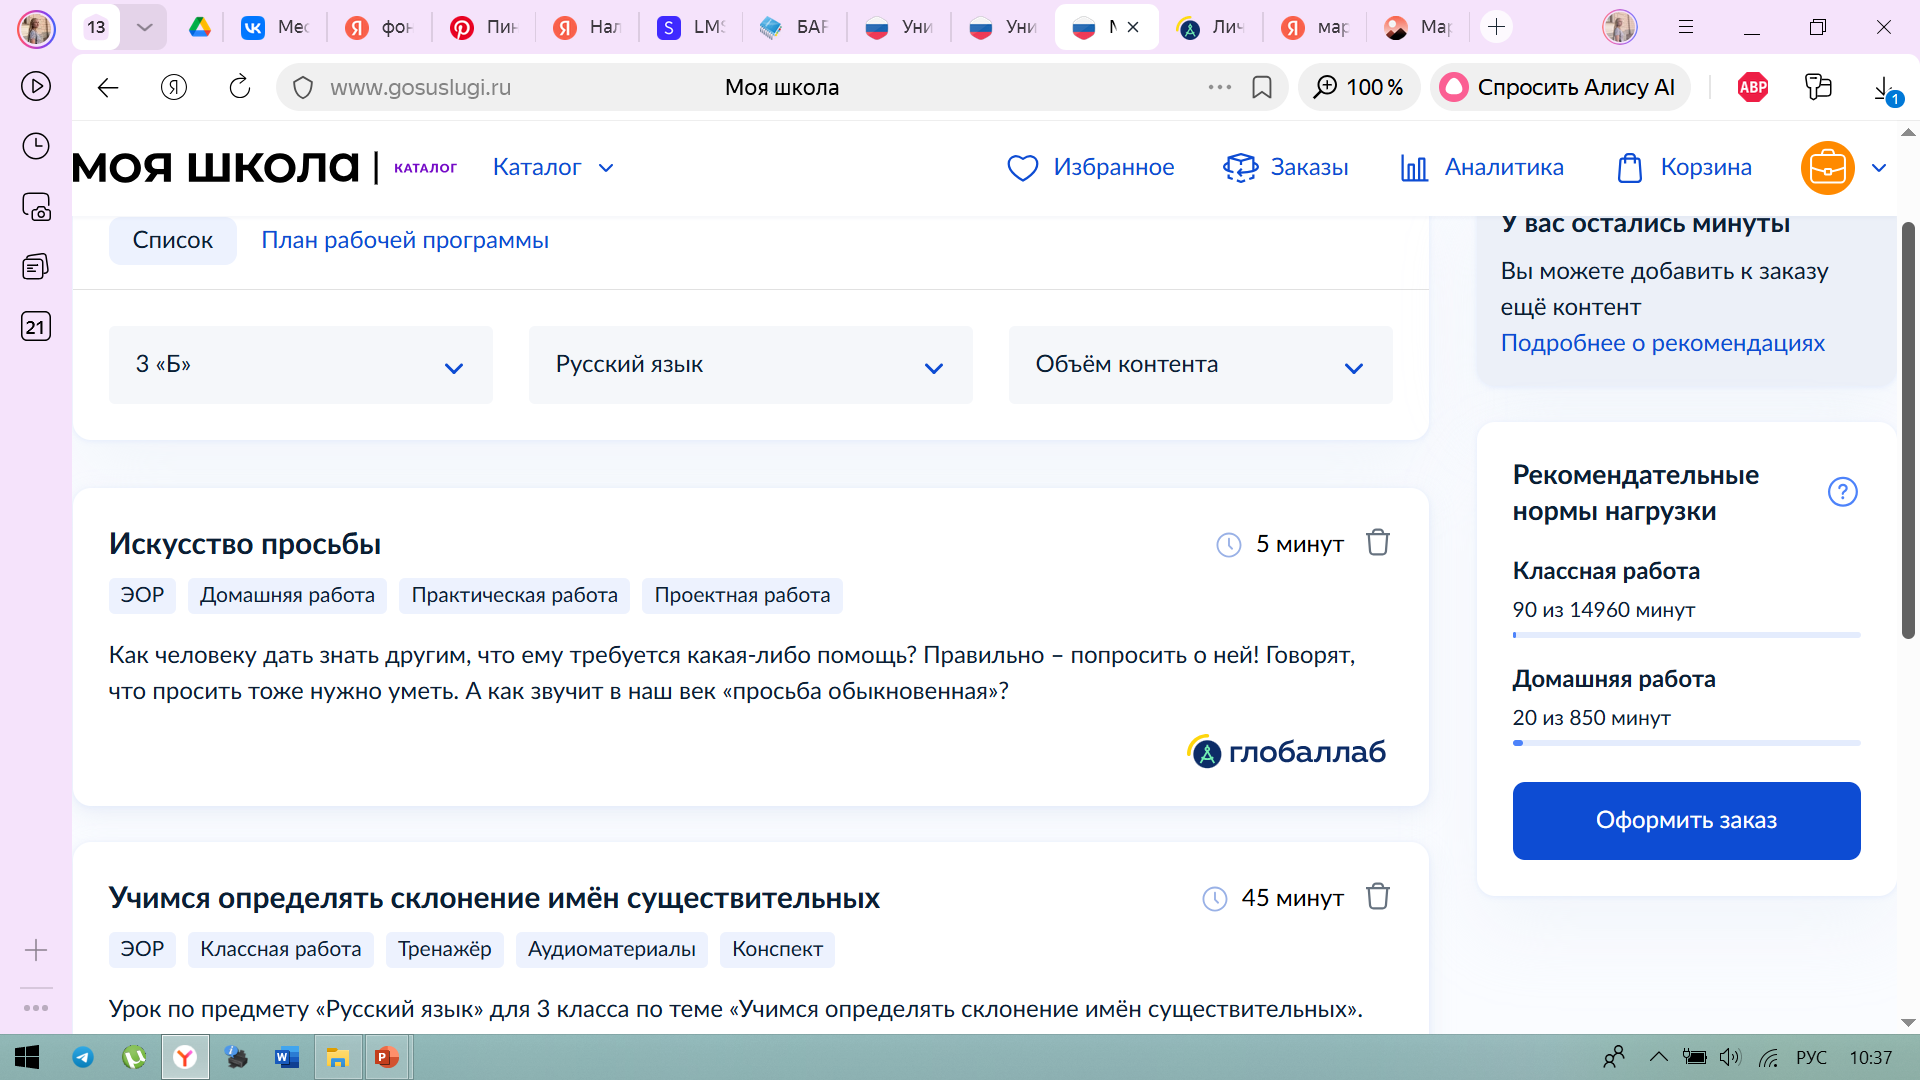 13
Мес
фон
Пин
Нал
LMS
БАР
Уни
Уни
М
Лич
мар
Мар
www.gosuslugi.ru
Моя школа
100 %
Спросить Алису AI
ABP
1
21
моя школа | КАТАЛОГ
Каталог
Избранное
Заказы
Аналитика
Корзина
Список
План рабочей программы
3 «Б»
Русский язык
Объём контента
Искусство просьбы
5 минут
ЭОР
Домашняя работа
Практическая работа
Проектная работа
Как человеку дать знать другим, что ему требуется какая-либо помощь? Правильно – попросить о ней! Говорят,
что просить тоже нужно уметь. А как звучит в наш век «просьба обыкновенная»?
глобаллаб
Учимся определять склонение имён существительных
45 минут
ЭОР
Классная работа
Тренажёр
Аудиоматериалы
Конспект
Урок по предмету «Русский язык» для 3 класса по теме «Учимся определять склонение имён существительных».
У вас остались минуты
Вы можете добавить к заказу
ещё контент
Подробнее о рекомендациях
Рекомендательные
нормы нагрузки
Классная работа
90 из 14960 минут
Домашняя работа
20 из 850 минут
Оформить заказ
РУС
10:37